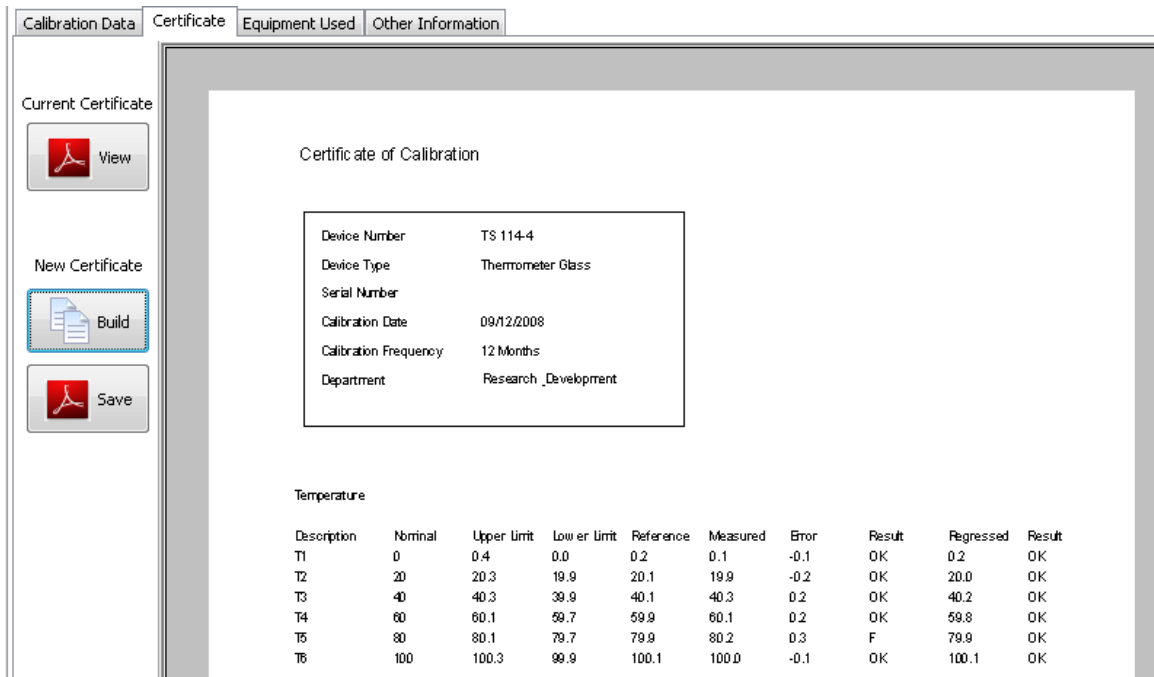 Calibration Data Certificate Equipment Used Other Information
Current Certificate
View
New Certificate
Build
Save
Certificate of Calibration
Device Number TS 114-4
Device Type Thermometer Glass
Serial Number
Calibration Date 09/12/2008
Calibration Frequency 12 Months
Department Research _Development
Temperature
Description Nominal Upper Limit Lower limit Reference Measured Error Result Regressed Result
T1 0 0.4 0.0 0.2 0.1 -0.1 OK 0.2 OK
T2 20 20.3 19.9 20.1 19.9 -0.2 OK 20.0 OK
T3 40 40.3 39.9 40.1 40.3 0.2 OK 40.2 OK
T4 60 60.1 59.7 59.9 60.1 0.2 OK 59.8 OK
T5 80 80.1 79.7 79.9 80.2 0.3 F 79.9 OK
T6 100 100.3 99.9 100.1 100.0 -0.1 OK 100.1 OK